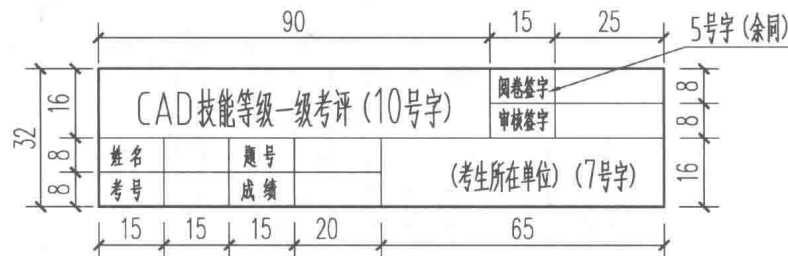 90 15 25
5号字(余同)
32 16 8 8
CAD技能等级一级考评(10号字)
阅卷签字
审核签字
8 8 16
姓名 题号
考号 成绩
(考生所在单位)(7号字)
15 15 15 20 65